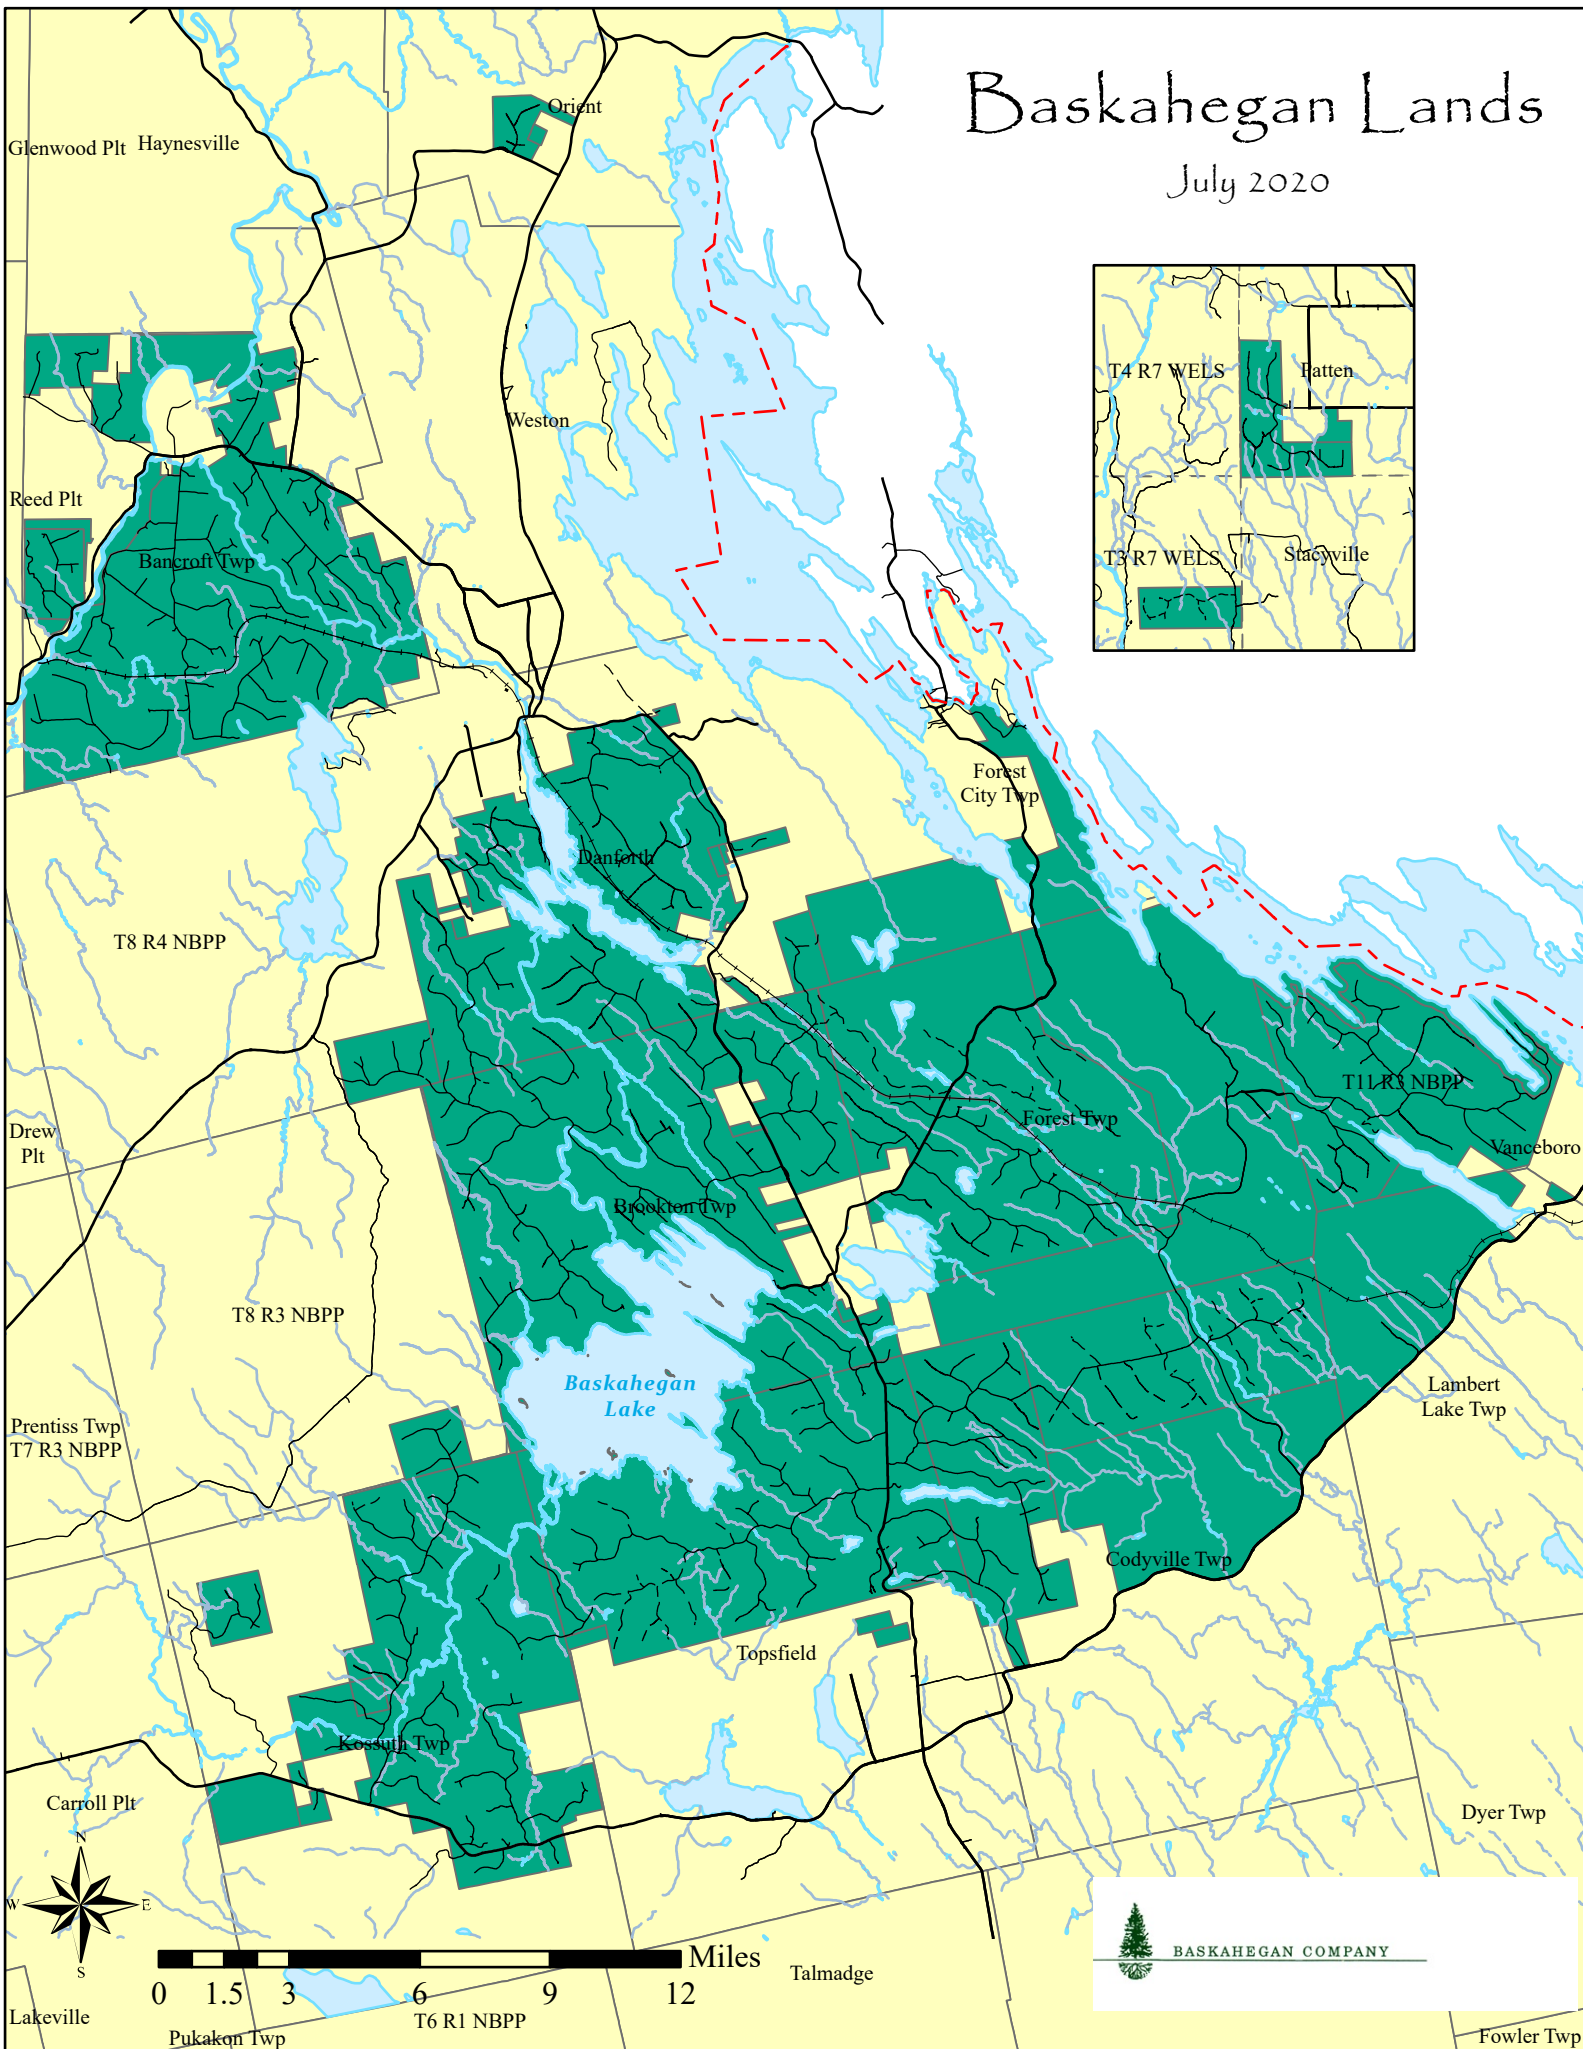 Baskahegan Lands
July 2020
Orient
Glenwood Plt
Haynesville
T4 R7 WELS
Patten
Weston
Reed Plt
Bancroft Twp
T3 R7 WELS
Stacyville
Forest
City Twp
Danforth
T8 R4 NBPP
T11 R3 NBPP
Forest Twp
Drew
Plt
Vanceboro
Brookton Twp
T8 R3 NBPP
Baskahegan
Lake
Lambert
Lake Twp
Prentiss Twp
T7 R3 NBPP
Codyville Twp
Topsfield
Kossuth Twp
Carroll Plt
Dyer Twp
N
W
E
S
BASKAHEGAN COMPANY
Miles
0 1.5 3 6 9 12
Talmadge
Lakeville
T6 R1 NBPP
Pukakon Twp
Fowler Twp